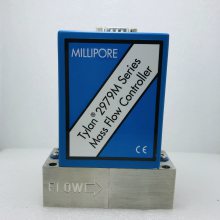 MILLIPORE
Tylan® 2979M Series
Mass Flow Controller
CE
FLOW